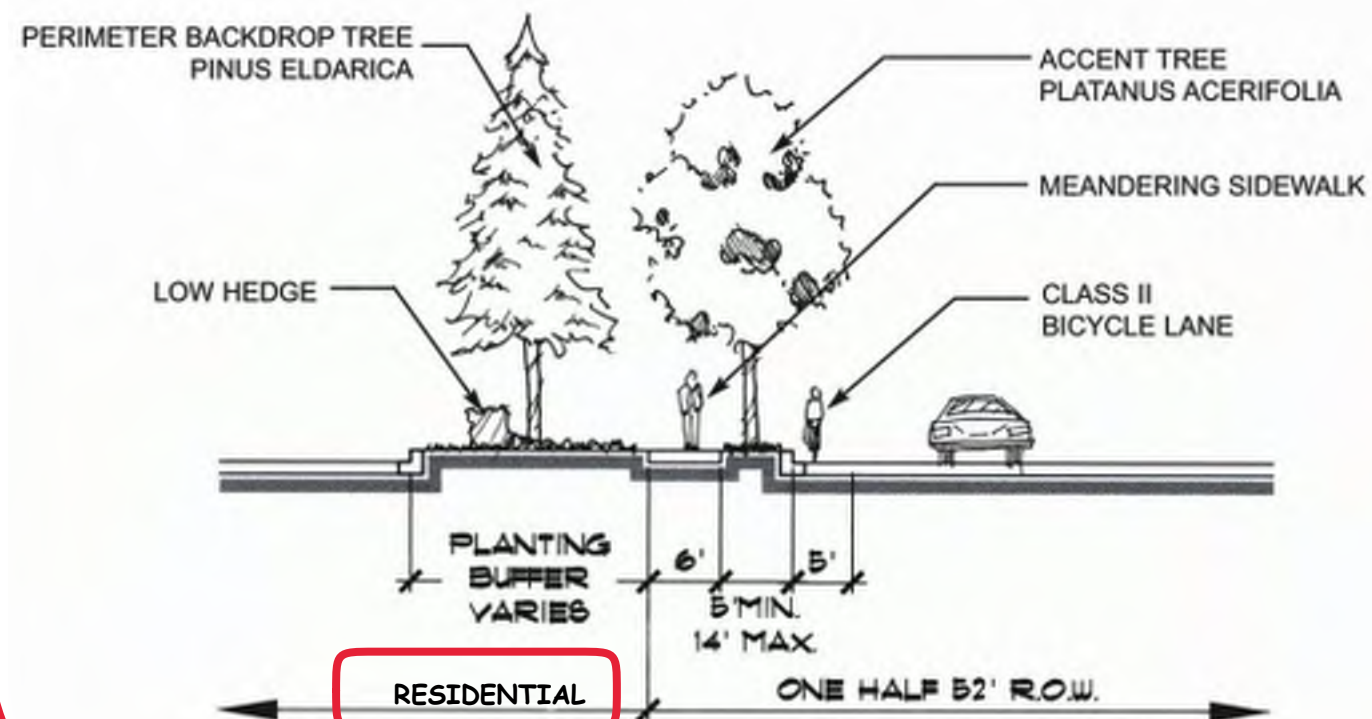 PERIMETER BACKDROP TREE
PINUS ELDARICA
ACCENT TREE
PLATANUS ACERIFOLIA
MEANDERING SIDEWALK
LOW HEDGE
CLASS II
BICYCLE LANE
PLANTING
BUFFER
VARIES
6'
5'MIN.
14' MAX.
5'
RESIDENTIAL
ONE HALF 52' R.O.W.